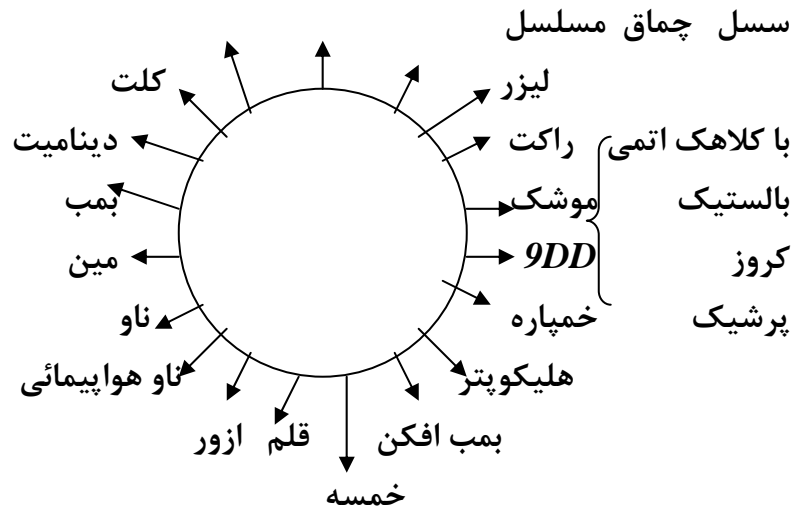 سسل چماق مسلسل
کلت لیزر
دینامیت راکت با کلاهک اتمی
بمب موشک بالستیک
مین 9DD کروز
ناو خمپاره پرشیک
ناو هواپیمائی هلیکوپتر
ازور قلم بمب افکن
خمسه